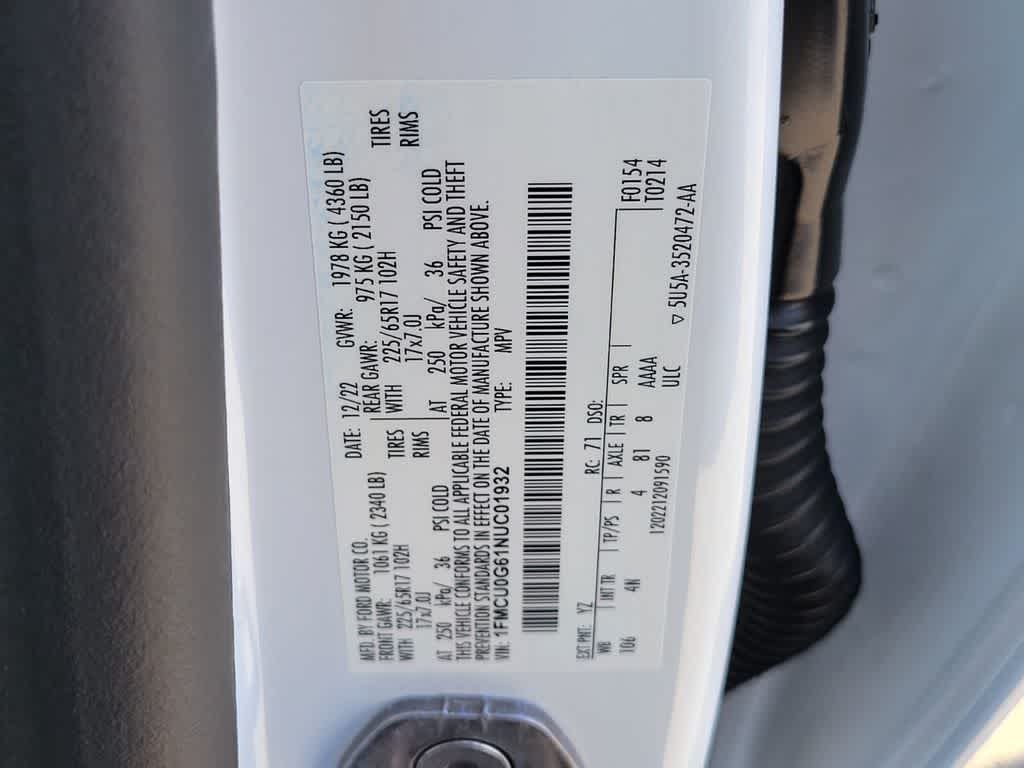 MFD. BY FORD MOTOR CO. DATE: 12/22 GVWR: 1978 KG ( 4360 LB)
FRONT GAWR: 1061 KG ( 2340 LB) REAR GAWR: 975 KG ( 2150 LB)
WITH 225/65R17 102H TIRES WITH 225/65R17 102H TIRES
17x7.0J RIMS 17x7.0J RIMS
AT 250 kPa/ 36 PSI COLD AT 250 kPa/ 36 PSI COLD
THIS VEHICLE CONFORMS TO ALL APPLICABLE FEDERAL MOTOR VEHICLE SAFETY AND THEFT
PREVENTION STANDARDS IN EFFECT ON THE DATE OF MANUFACTURE SHOWN ABOVE.
VIN: 1FMCU0G61NUC01932 TYPE: MPV
EXT PNT: YZ RC: 71 DSO: F0154
WB INT TR TP/PS R AXLE TR SPR T0214
106 4N 4 81 8 AAAA
1202212091590 ULC
▽ 5U5A-3520472-AA